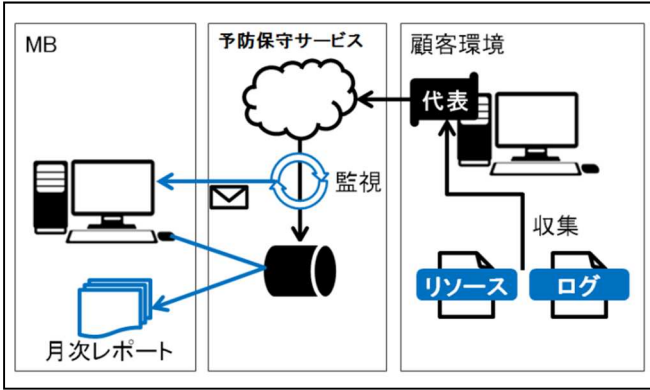 MB
予防保守サービス
顧客環境
代表
監視
収集
リソース
ログ
月次レポート